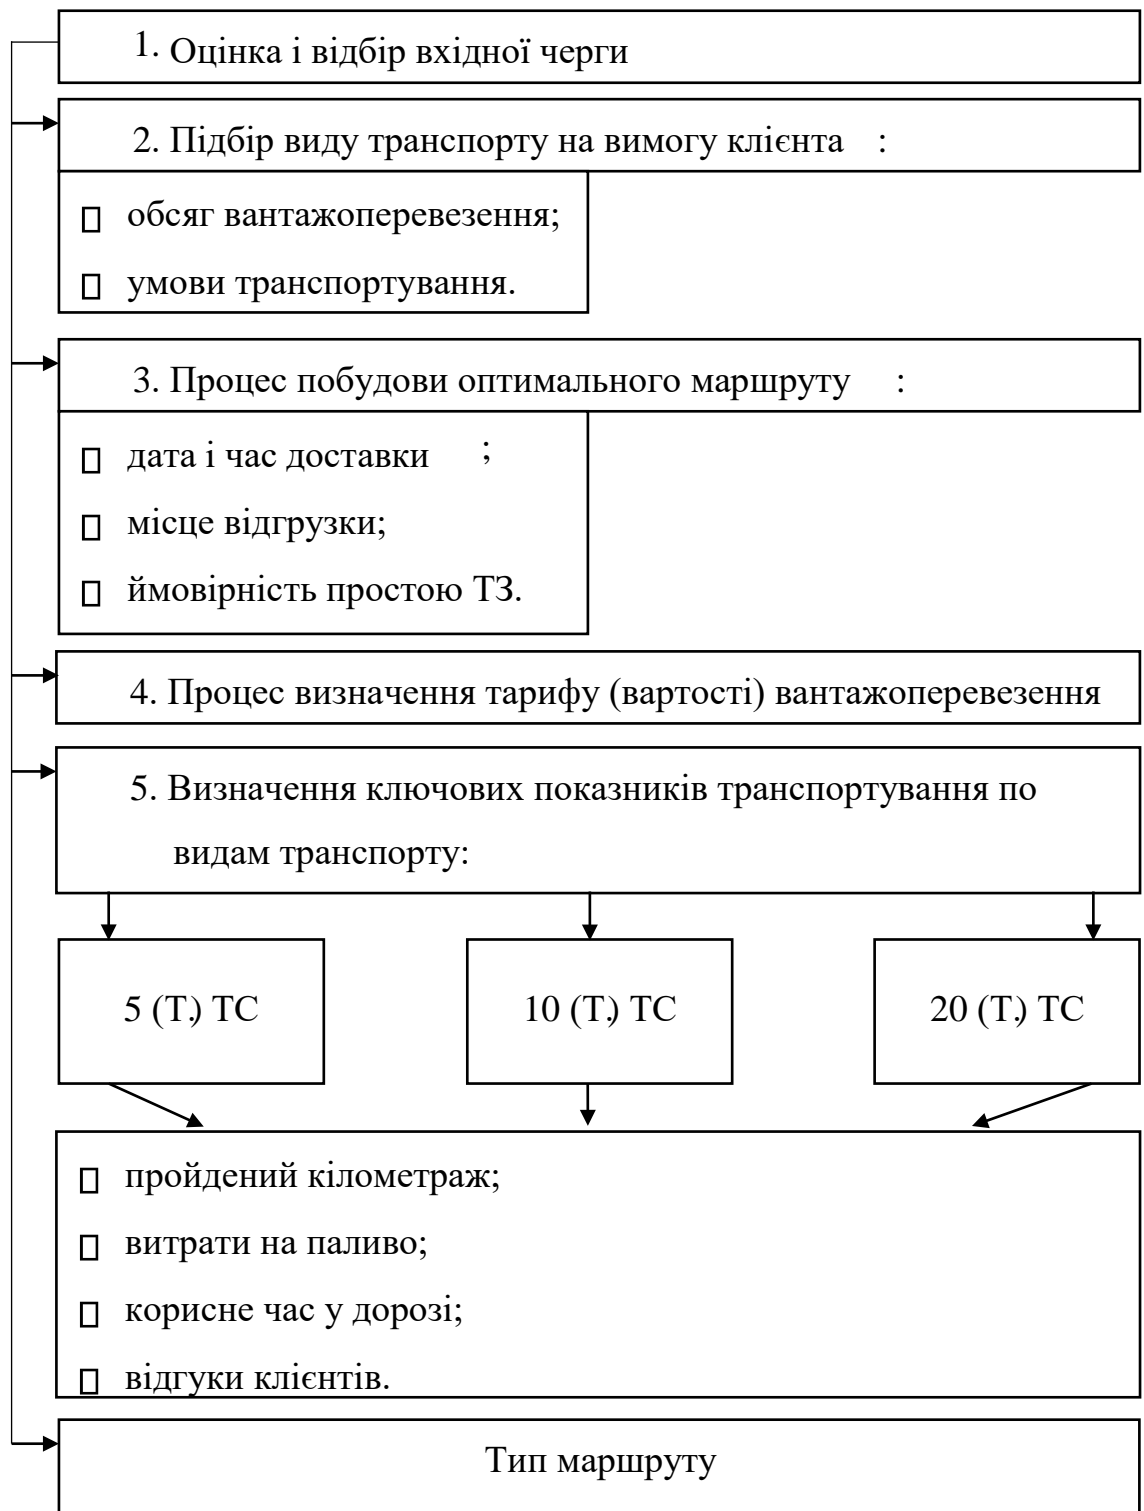 1. Оцінка і відбір вхідної черги
2. Підбір виду транспорту на вимогу клієнта :
обсяг вантажоперевезення;
умови транспортування.
3. Процес побудови оптимального маршруту :
дата і час доставки ;
місце відгрузки;
ймовірність простою ТЗ.
4. Процес визначення тарифу (вартості) вантажоперевезення
5. Визначення ключових показників транспортування по
видам транспорту:
5 (Т.) ТС
10 (Т.) ТС
20 (Т.) ТС
пройдений кілометраж;
витрати на паливо;
корисне час у дорозі;
відгуки клієнтів.
Тип маршруту